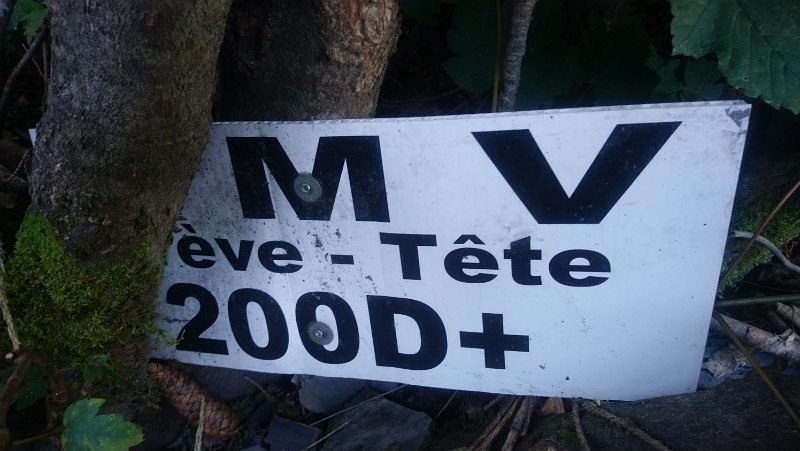 M V
ève - Tête
200D+